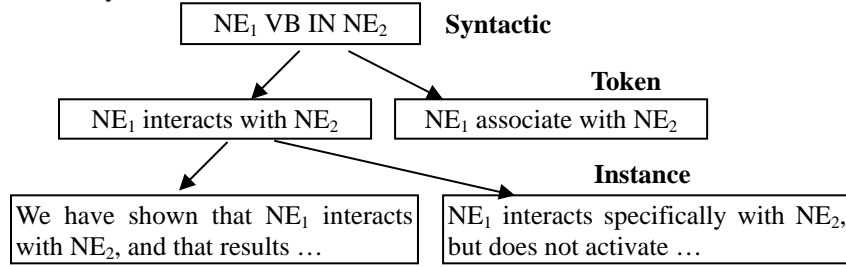 NE₁ VB IN NE₂
Syntactic
Token
NE₁ interacts with NE₂
NE₁ associate with NE₂
Instance
We have shown that NE₁ interacts
with NE₂, and that results …
NE₁ interacts specifically with NE₂,
but does not activate …